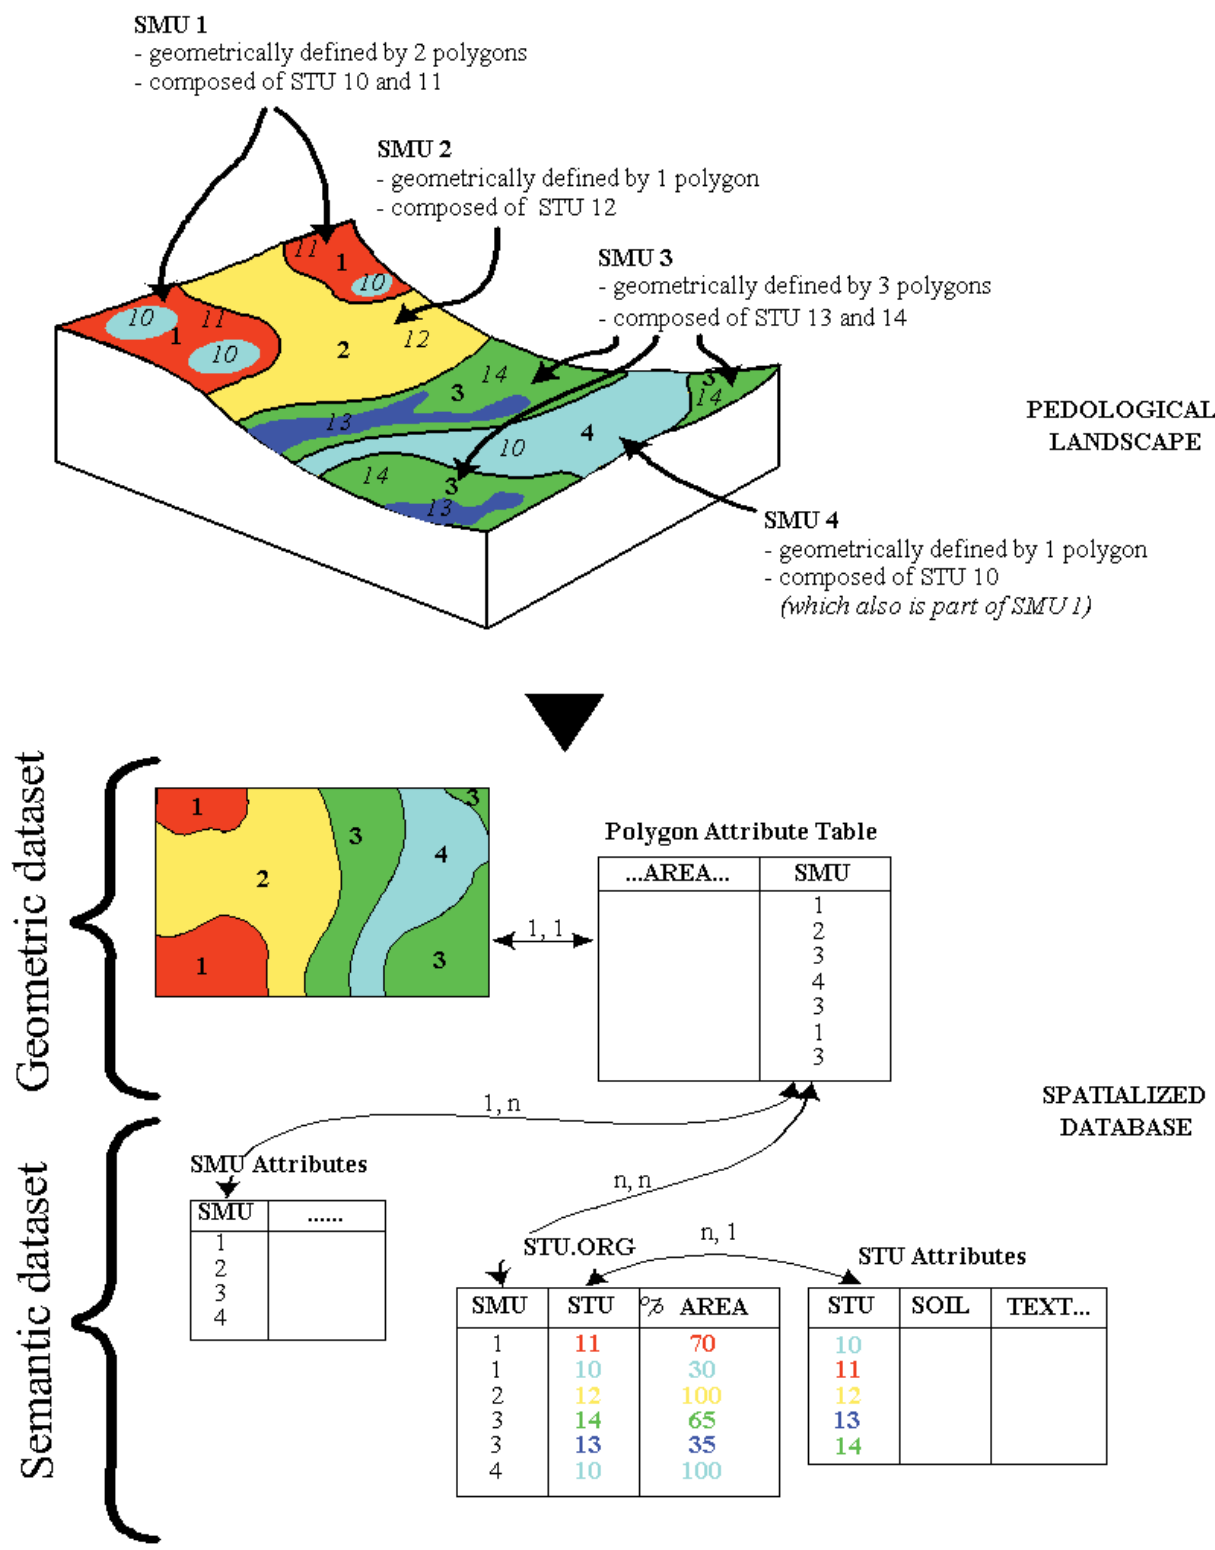 SMU 1
- geometrically defined by 2 polygons
- composed of STU 10 and 11
SMU 2
- geometrically defined by 1 polygon
- composed of STU 12
SMU 3
- geometrically defined by 3 polygons
- composed of STU 13 and 14
11
1
10
10
11
1
10
12
2
14
3
13
3
14
4
10
14
3
13
PEDOLOGICAL
LANDSCAPE
SMU 4
- geometrically defined by 1 polygon
- composed of STU 10
(which also is part of SMU 1)
Geometric dataset
1
3
3
4
2
1
3
1, 1
Polygon Attribute Table
...AREA... SMU
1
2
3
4
3
1
3
SPATIALIZED
DATABASE
Semantic dataset
1, n
n, n
n, 1
SMU Attributes
SMU ......
1
2
3
4
STU.ORG
SMU STU % AREA
1 11 70
1 10 30
2 12 100
3 14 65
3 13 35
4 10 100
STU Attributes
STU SOIL TEXT...
10
11
12
13
14